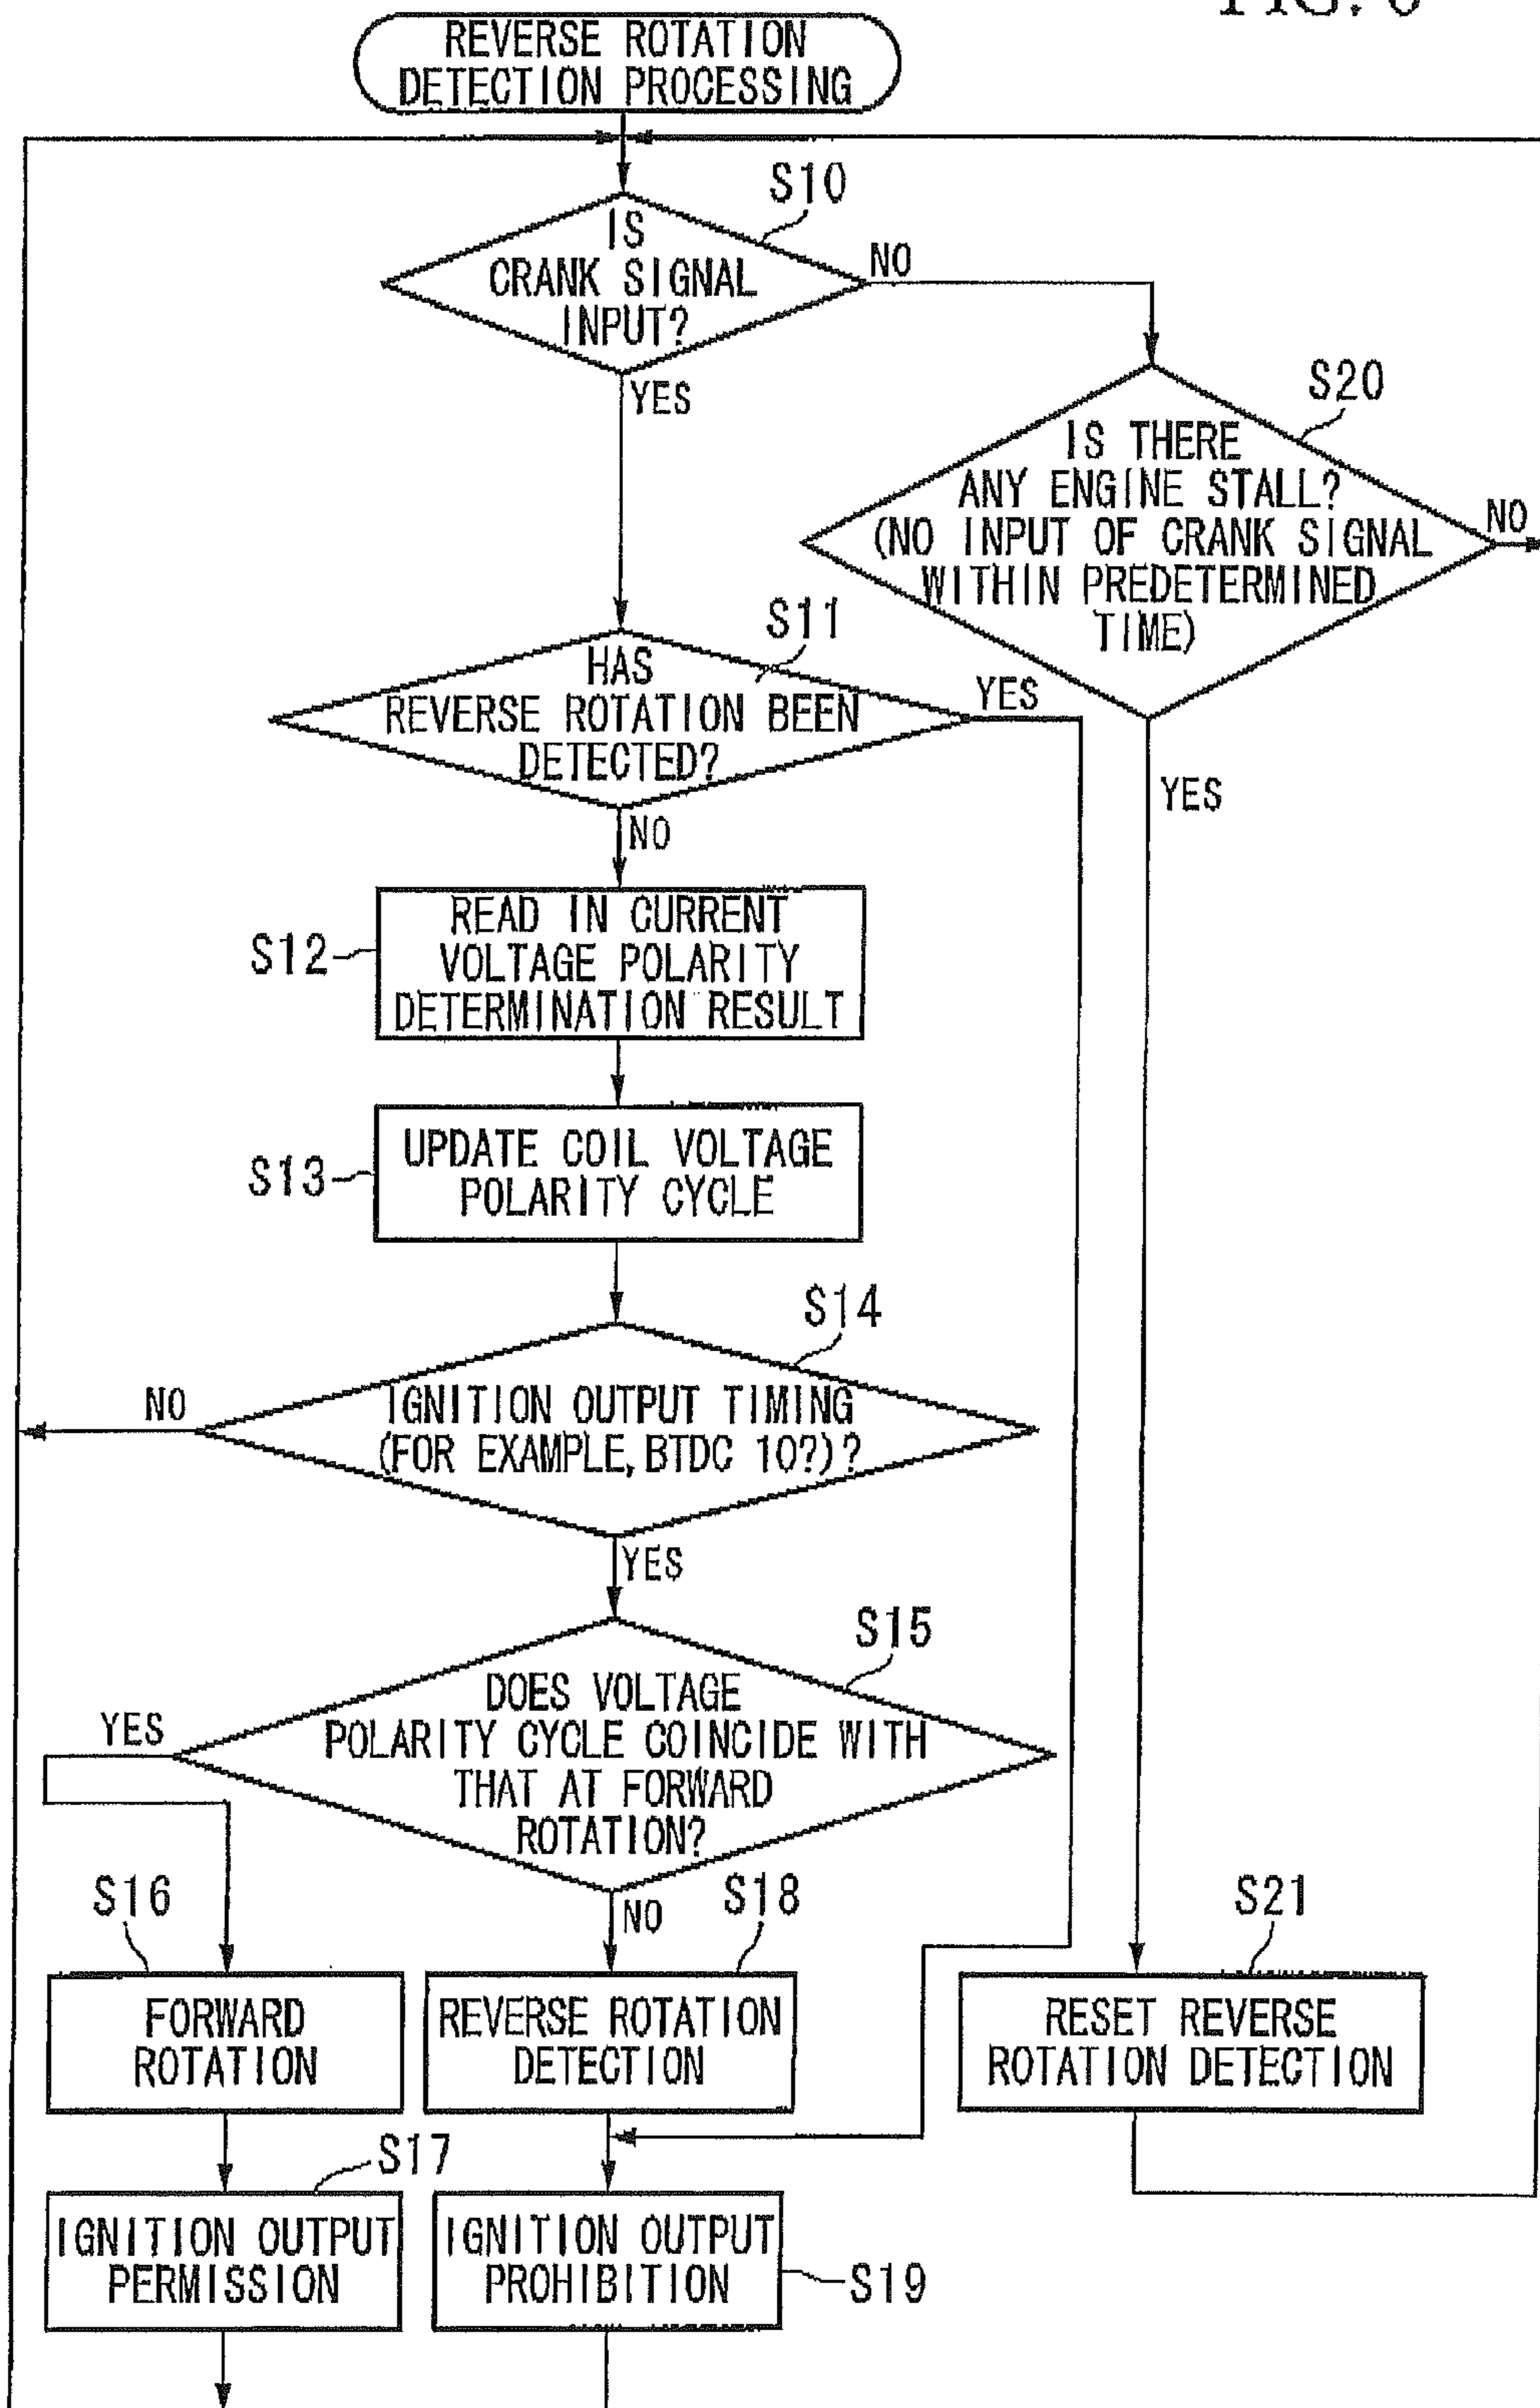 REVERSE ROTATION
DETECTION PROCESSING
S10
IS
CRANK SIGNAL
INPUT?
NO
YES
S20
IS THERE
ANY ENGINE STALL?
(NO INPUT OF CRANK SIGNAL
WITHIN PREDETERMINED
TIME)
NO
YES
S11
HAS
REVERSE ROTATION BEEN
DETECTED?
YES
NO
S12
READ IN CURRENT
VOLTAGE POLARITY
DETERMINATION RESULT
S13
UPDATE COIL VOLTAGE
POLARITY CYCLE
S14
IGNITION OUTPUT TIMING
(FOR EXAMPLE, BTDC 10?)?
NO
YES
S15
DOES VOLTAGE
POLARITY CYCLE COINCIDE WITH
THAT AT FORWARD
ROTATION?
YES
NO
S16
FORWARD
ROTATION
S18
REVERSE ROTATION
DETECTION
S21
RESET REVERSE
ROTATION DETECTION
S17
IGNITION OUTPUT
PERMISSION
IGNITION OUTPUT
PROHIBITION
S19